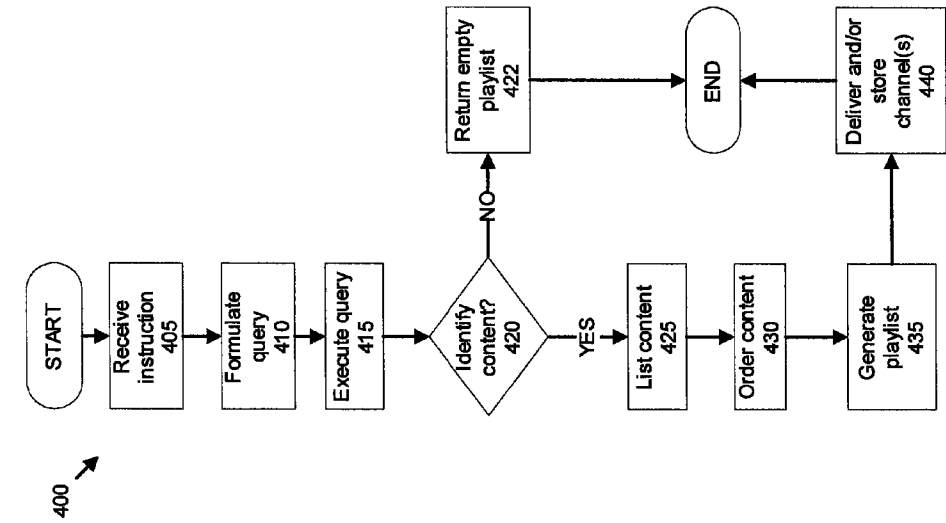 400
START
Receive
instruction
405
Formulate
query
410
Execute query
415
Identify
content?
420
NO
Return empty
playlist
422
YES
List content
425
Order content
430
Generate
playlist
435
Deliver and/or
store
channel(s)
440
END